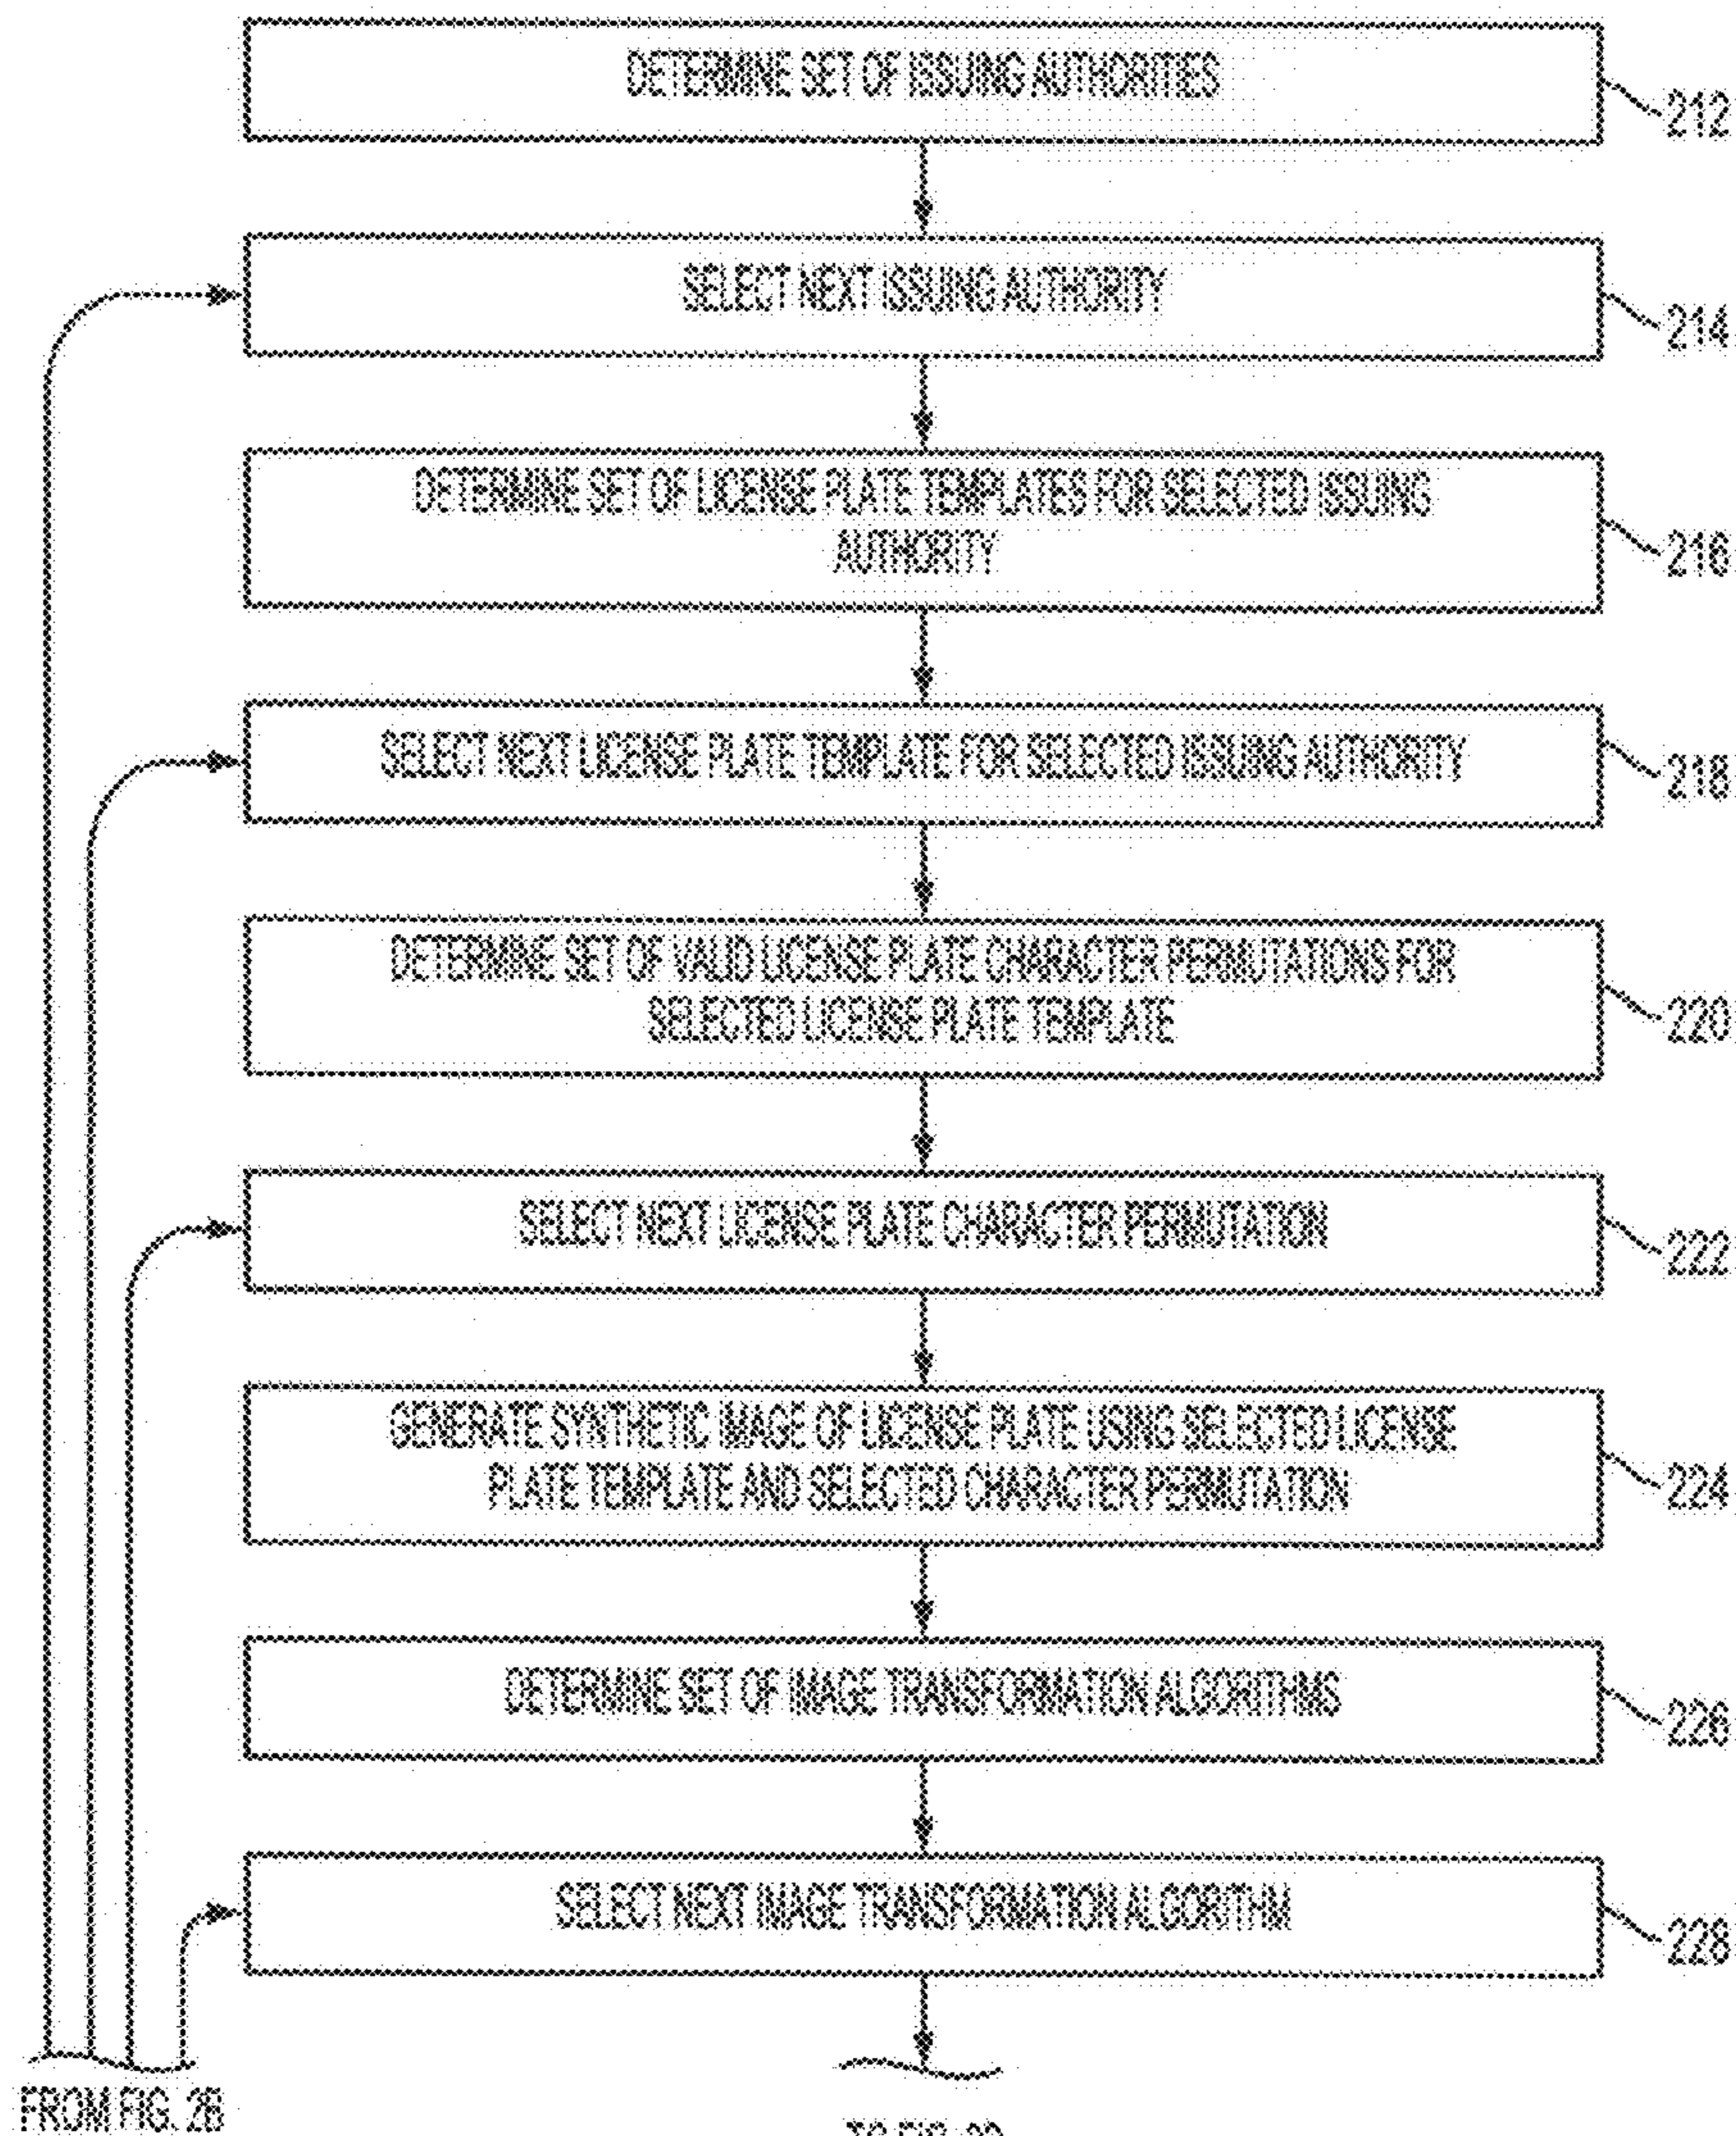 DETERMINE SET OF ISSUING AUTHORITIES
212
SELECT NEXT ISSUING AUTHORITY
214
DETERMINE SET OF LICENSE PLATE TEMPLATES FOR SELECTED ISSUING
AUTHORITY
216
SELECT NEXT LICENSE PLATE TEMPLATE FOR SELECTED ISSUING AUTHORITY
218
DETERMINE SET OF VALID LICENSE PLATE CHARACTER PERMUTATIONS FOR
SELECTED LICENSE PLATE TEMPLATE
220
SELECT NEXT LICENSE PLATE CHARACTER PERMUTATION
222
GENERATE SYNTHETIC IMAGE OF LICENSE PLATE USING SELECTED LICENSE
PLATE TEMPLATE AND SELECTED CHARACTER PERMUTATION
224
DETERMINE SET OF IMAGE TRANSFORMATION ALGORITHMS
226
SELECT NEXT IMAGE TRANSFORMATION ALGORITHM
228
FROM FIG. 2B
TO FIG.